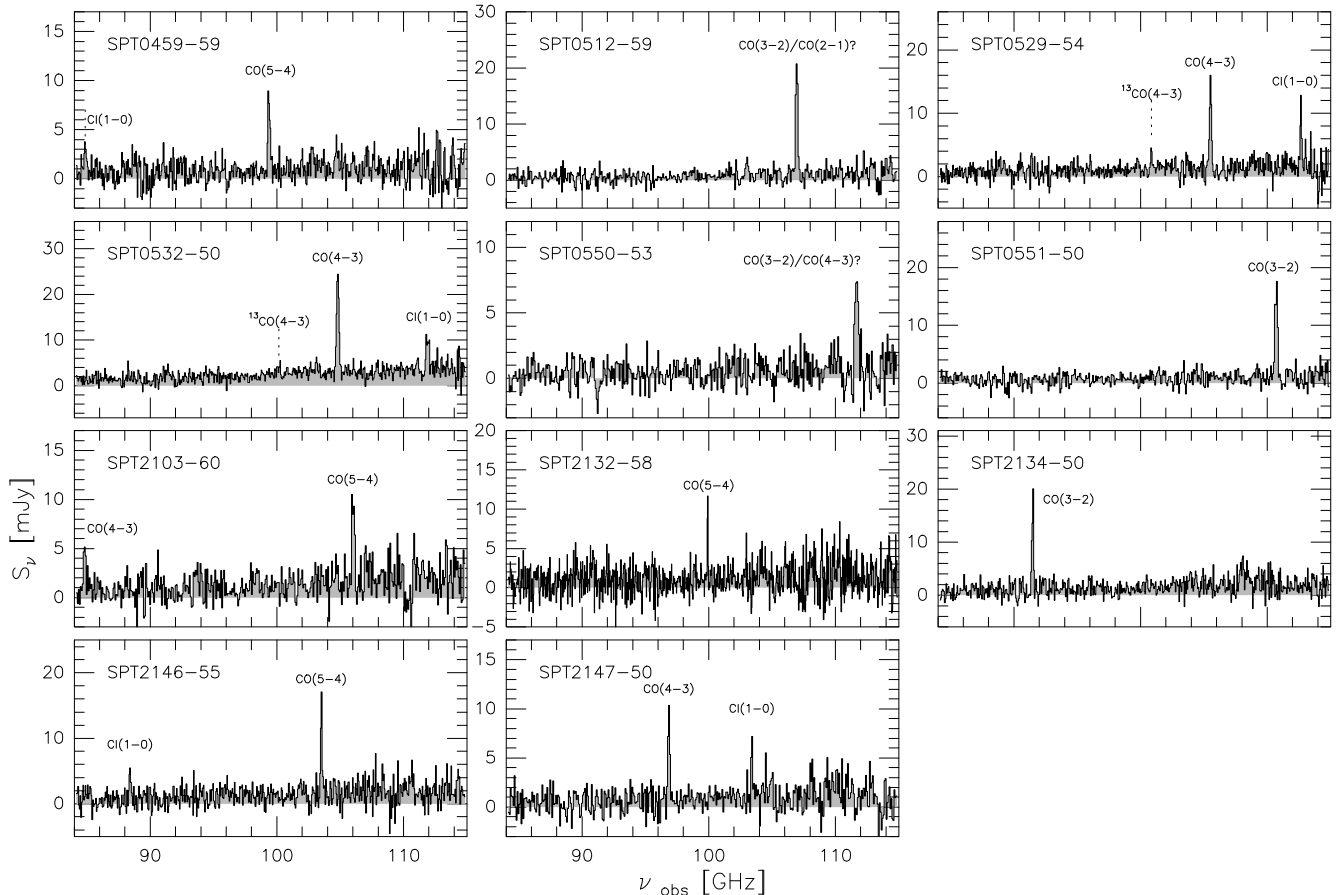 SPT0459−59
CO(5−4)
CI(1−0)
15
10
5
0
SPT0512−59
CO(3−2)/CO(2−1)?
30
20
10
0
SPT0529−54
CO(4−3)
¹³CO(4−3)
CI(1−0)
20
10
0
SPT0532−50
CO(4−3)
¹³CO(4−3)
CI(1−0)
30
20
10
0
SPT0550−53
CO(3−2)/CO(4−3)?
10
5
0
SPT0551−50
CO(3−2)
20
10
0
SPT2103−60
CO(5−4)
CO(4−3)
15
10
5
0
SPT2132−58
CO(5−4)
20
15
10
5
0
−5
SPT2134−50
CO(3−2)
30
20
10
0
SPT2146−55
CO(5−4)
CI(1−0)
20
10
0
90 100 110
SPT2147−50
CO(4−3)
CI(1−0)
15
10
5
0
90 100 110
S_ν [mJy]
ν obs [GHz]